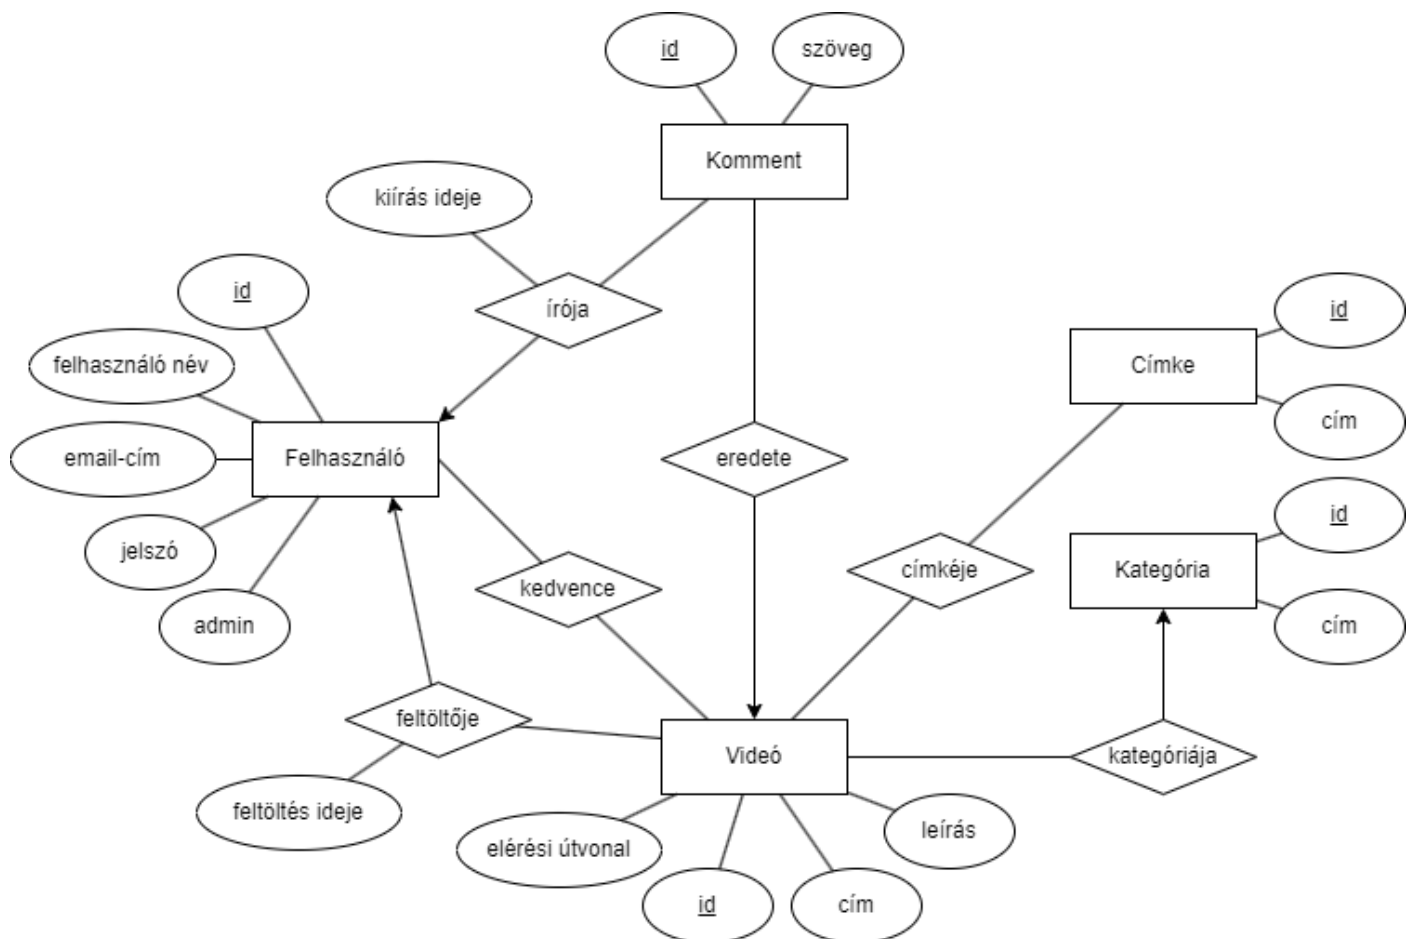 id
szöveg
Komment
kiírás ideje
id
írója
id
felhasználó név
Címke
cím
email-cím
Felhasználó
eredete
id
jelszó
kedvence
címkéje
Kategória
admin
cím
feltöltője
Videó
kategóriája
feltöltés ideje
elérési útvonal
leírás
id
cím